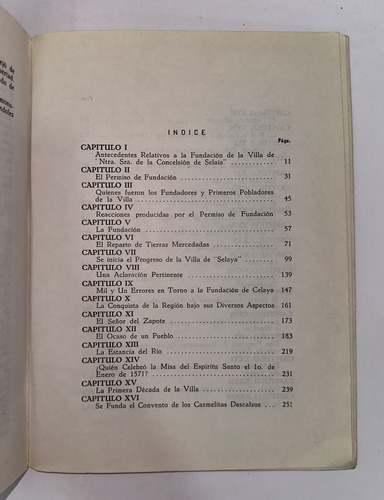 INDICE
Págs.
CAPITULO I
Antecedentes Relativos a la Fundación de la Villa de
"Ntra. Sra. de la Concelsión de Selaia" ............ 11
CAPITULO II
El Permiso de Fundación ............ 31
CAPITULO III
Quienes fueron los Fundadores y Primeros Pobladores
de la Villa ............ 45
CAPITULO IV
Reacciones producidas por el Permiso de Fundación 53
CAPITULO V
La Fundación ............ 57
CAPITULO VI
El Reparto de Tierras Mercedadas ............ 71
CAPITULO VII
Se inicia el Progreso de la Villa de "Selaya" ........ 99
CAPITULO VIII
Una Aclaración Pertinente ............ 139
CAPITULO IX
Mil y Un Errores en Torno a la Fundación de Celaya 147
CAPITULO X
La Conquista de la Región bajo sus Diversos Aspectos 161
CAPITULO XI
El Señor del Zapote ............ 173
CAPITULO XII
El Ocaso de un Pueblo ............ 183
CAPITULO XIII
La Estancia del Río ............ 219
CAPITULO XIV
¿Quién Celebró la Misa del Espíritu Santo el 1o. de
Enero de 1571? ............ 231
CAPITULO XV
La Primera Década de la Villa ............ 239
CAPITULO XVI
Se Funda el Convento de los Carmelitas Descalzos ... 251